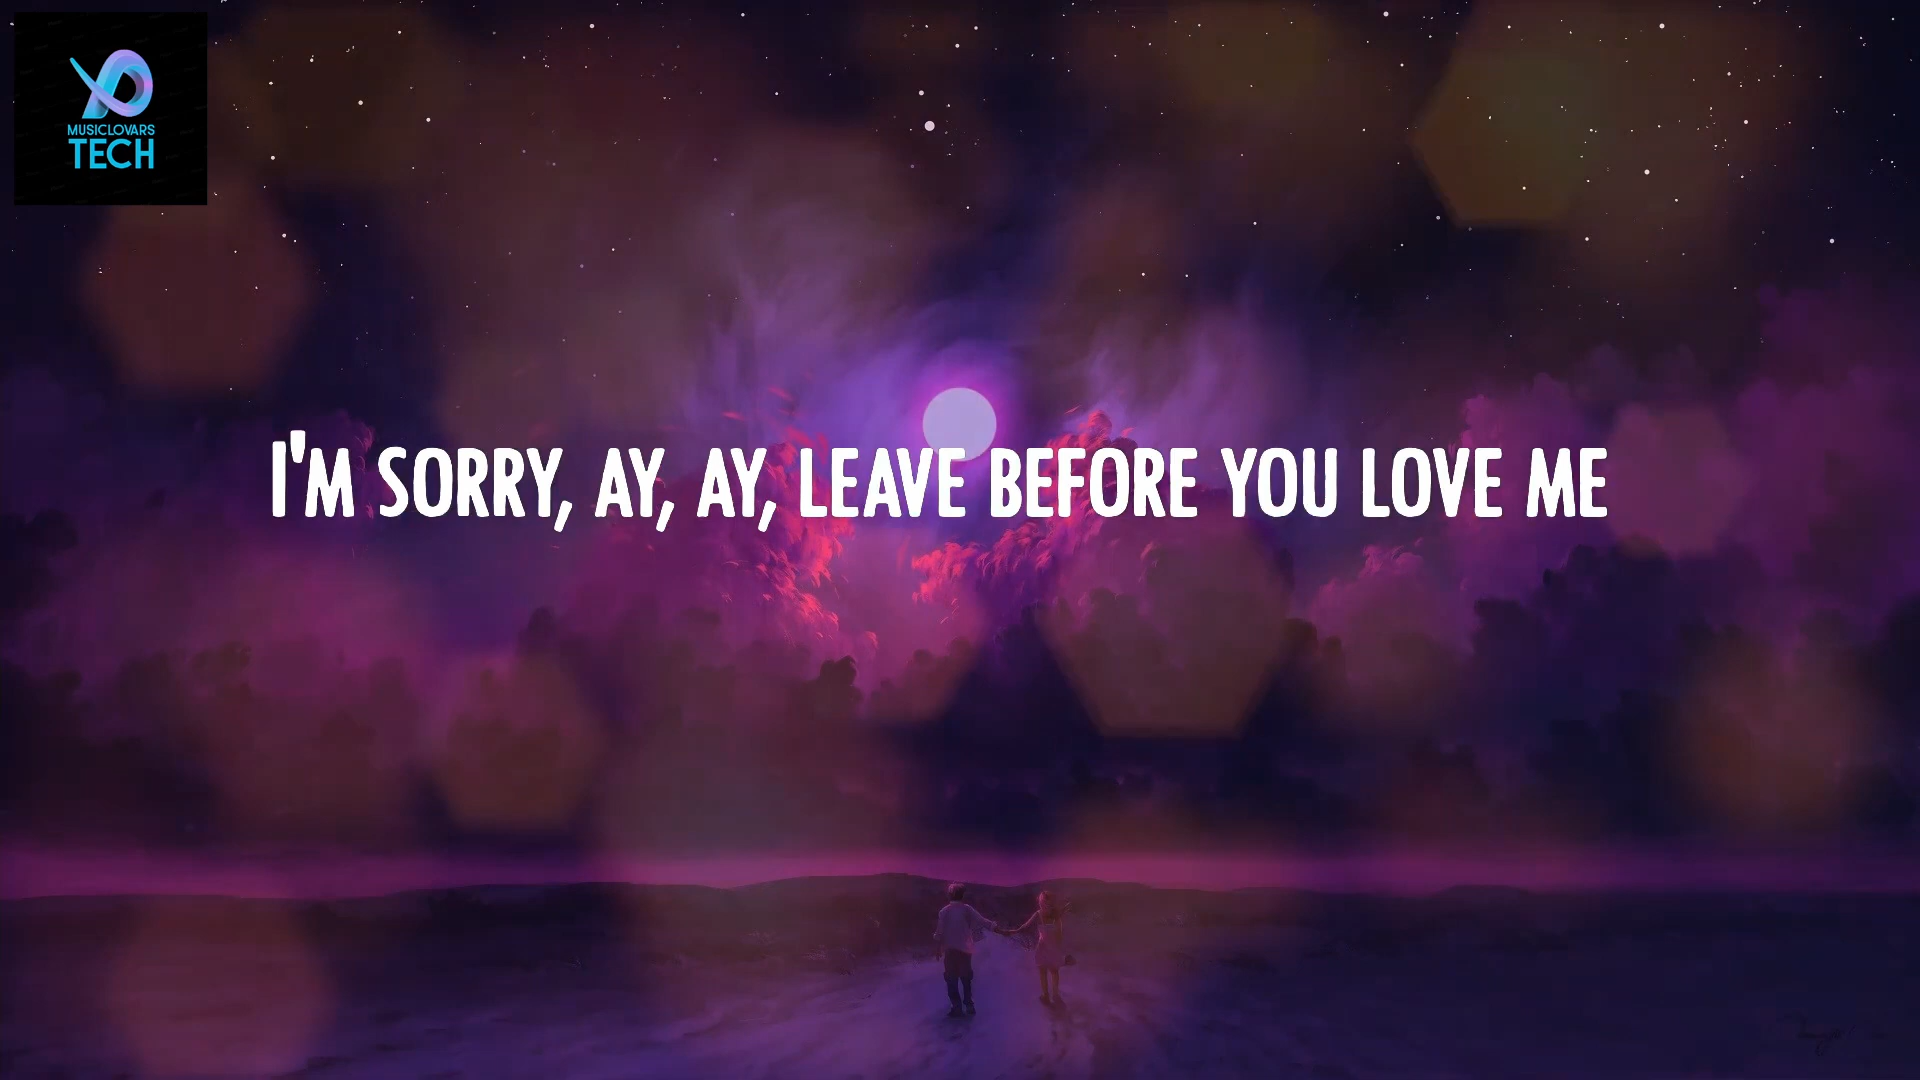 MUSICLOVARS
TECH
I'M SORRY, AY, AY, LEAVE BEFORE YOU LOVE ME